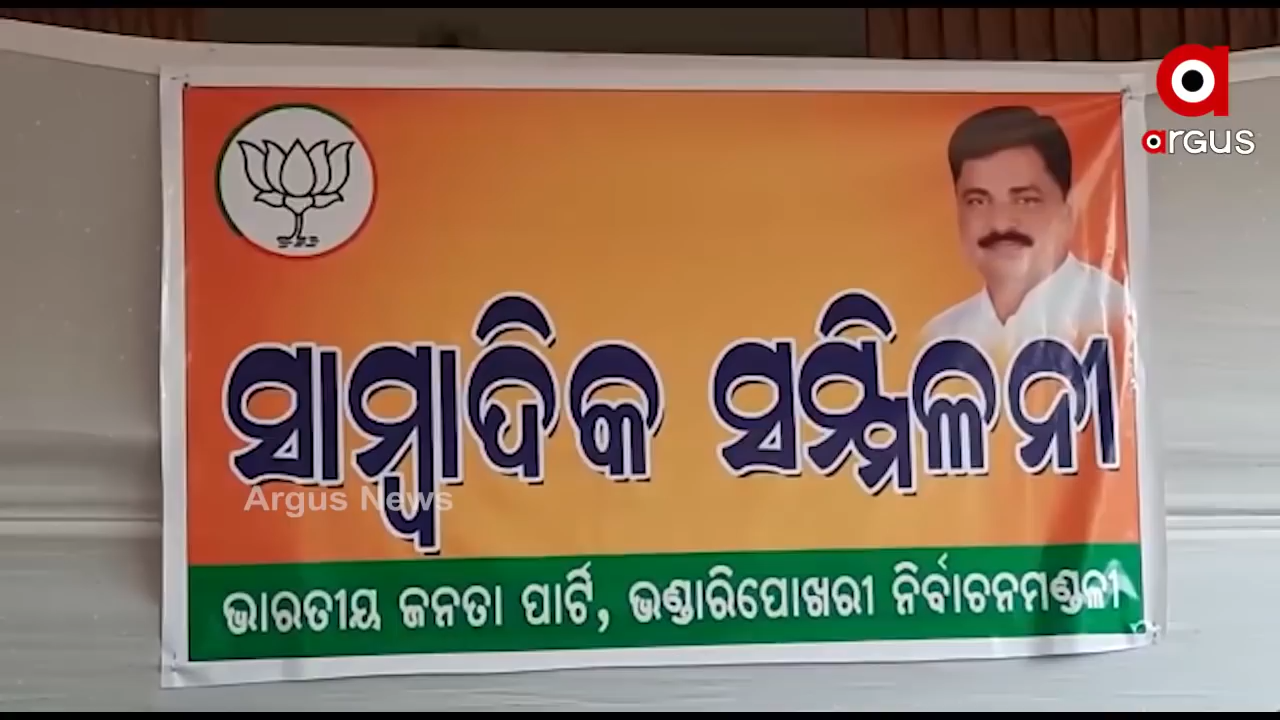 argus
ସାମ୍ବାଦିକ ସମ୍ମିଳନୀ
Argus News
ଭାରତୀୟ ଜନତା ପାର୍ଟି, ଭଣ୍ଡାରିପୋଖରୀ ନିର୍ବାଚନମଣ୍ଡଳୀ